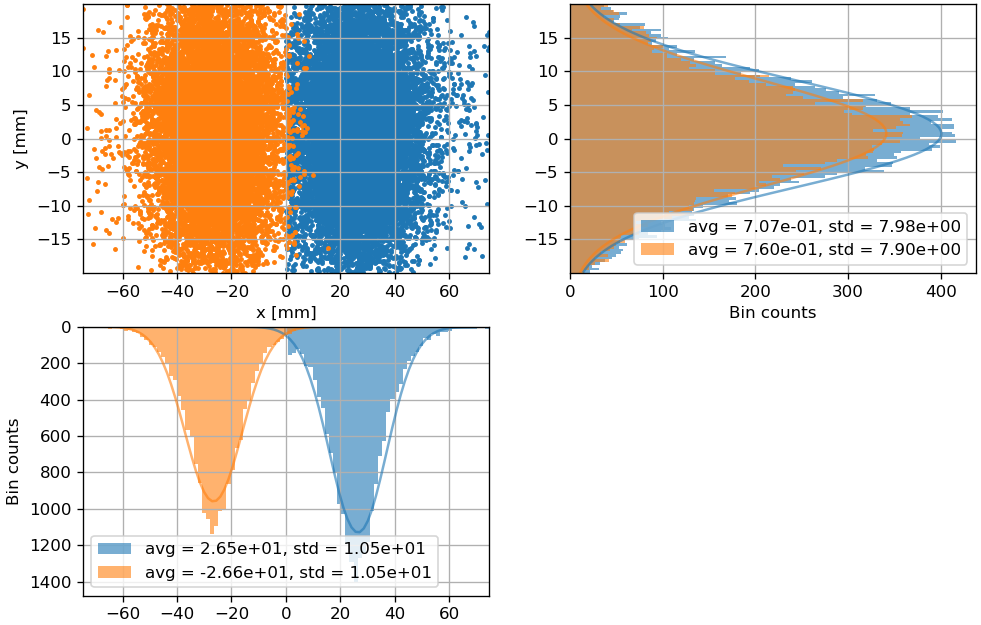 15
10
5
0
−5
−10
−15
y [mm]
−60 −40 −20 0 20 40 60
x [mm]
15
10
5
0
−5
−10
−15
avg = 7.07e-01, std = 7.98e+00
avg = 7.60e-01, std = 7.90e+00
0 100 200 300 400
Bin counts
0
200
400
600
800
1000
1200
1400
Bin counts
avg = 2.65e+01, std = 1.05e+01
avg = -2.66e+01, std = 1.05e+01
−60 −40 −20 0 20 40 60